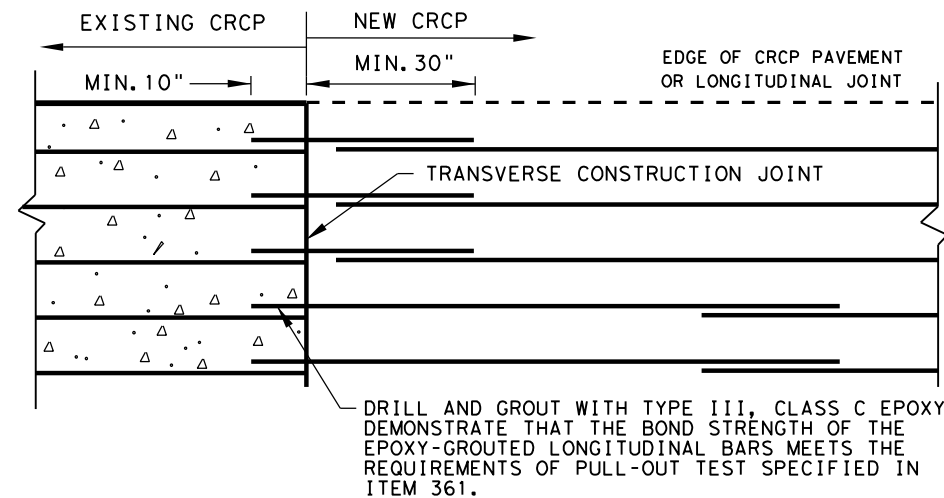 EXISTING CRCP
NEW CRCP
MIN. 10"
MIN. 30"
EDGE OF CRCP PAVEMENT
OR LONGITUDINAL JOINT
TRANSVERSE CONSTRUCTION JOINT
DRILL AND GROUT WITH TYPE III, CLASS C EPOXY
DEMONSTRATE THAT THE BOND STRENGTH OF THE
EPOXY-GROUTED LONGITUDINAL BARS MEETS THE
REQUIREMENTS OF PULL-OUT TEST SPECIFIED IN
ITEM 361.